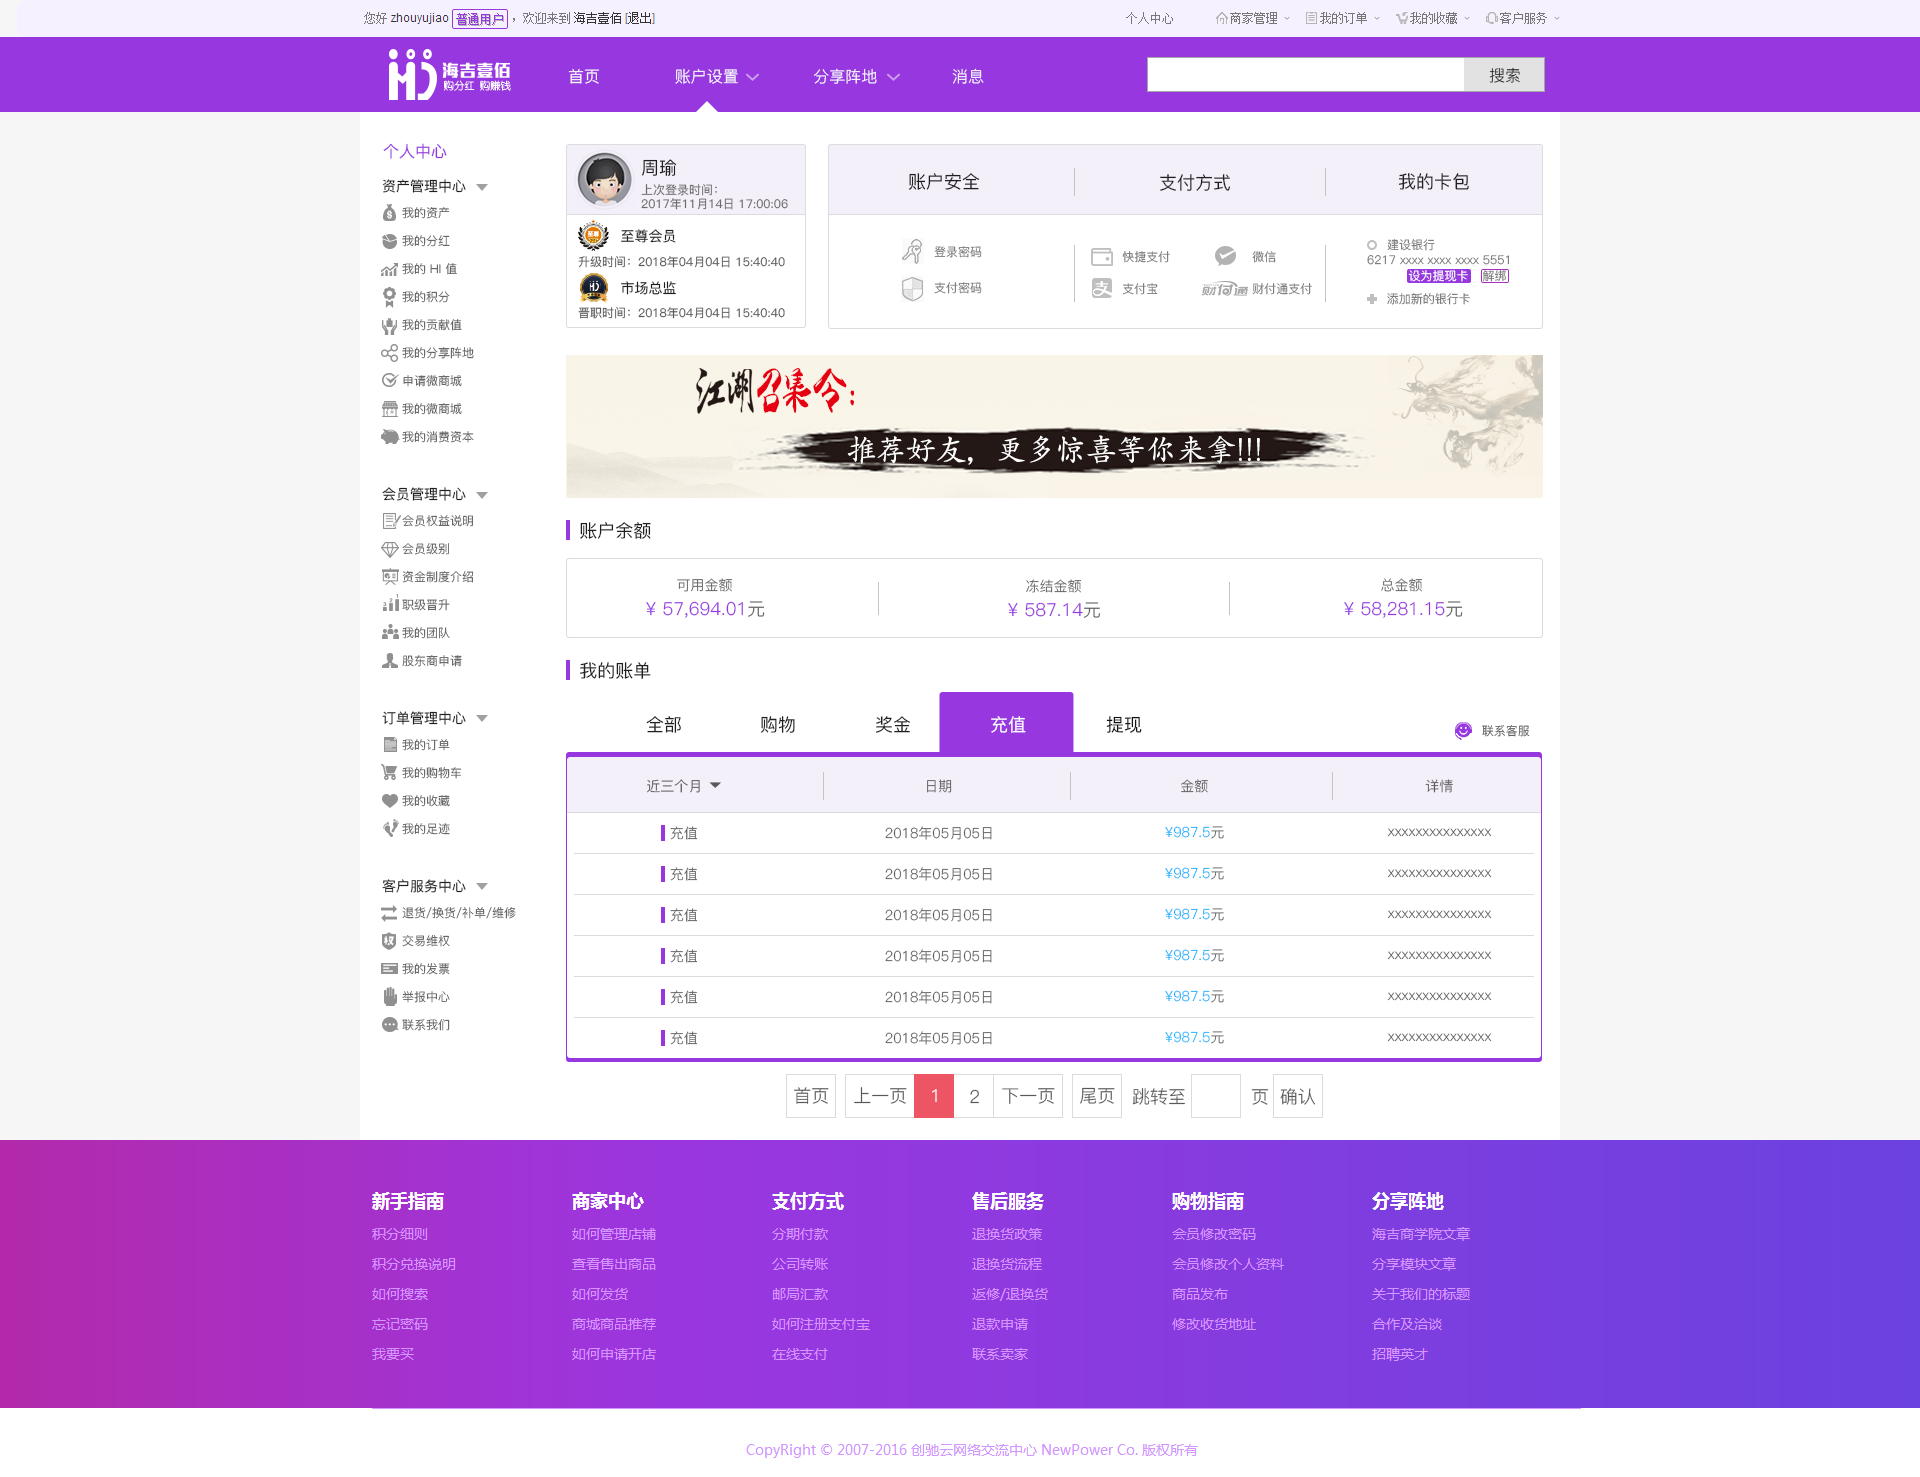 您好 zhouyujiao 普通用户，欢迎来到 海吉壹佰 [退出]
个人中心 商家管理 我的订单 我的收藏 客户服务
海吉壹佰
购分红 购赚钱
首页 账户设置 分享阵地 消息 搜索
个人中心
资产管理中心
我的资产
我的分红
我的 HI 值
我的积分
我的贡献值
我的分享阵地
申请微商城
我的微商城
我的消费资本
会员管理中心
会员权益说明
会员级别
资金制度介绍
职级晋升
我的团队
股东商申请
订单管理中心
我的订单
我的购物车
我的收藏
我的足迹
客户服务中心
退货/换货/补单/维修
交易维权
我的发票
举报中心
联系我们
周瑜
上次登录时间：
2017年11月14日 17:00:06
至尊会员
升级时间：2018年04月04日 15:40:40
市场总监
晋职时间：2018年04月04日 15:40:40
账户安全 支付方式 我的卡包
登录密码
支付密码
快捷支付 微信
支付宝 财付通 财付通支付
建设银行
6217 xxxx xxxx xxxx 5551
设为提现卡 解绑
添加新的银行卡
江湖召集令：
推荐好友，更多惊喜等你来拿!!!
账户余额
可用金额 冻结金额 总金额
¥ 57,694.01元 ¥ 587.14元 ¥ 58,281.15元
我的账单
全部 购物 奖金 充值 提现 联系客服
近三个月 日期 金额 详情
充值 2018年05月05日 ¥987.5元 xxxxxxxxxxxxxxx
充值 2018年05月05日 ¥987.5元 xxxxxxxxxxxxxxx
充值 2018年05月05日 ¥987.5元 xxxxxxxxxxxxxxx
充值 2018年05月05日 ¥987.5元 xxxxxxxxxxxxxxx
充值 2018年05月05日 ¥987.5元 xxxxxxxxxxxxxxx
充值 2018年05月05日 ¥987.5元 xxxxxxxxxxxxxxx
首页 上一页 1 2 下一页 尾页 跳转至 页 确认
新手指南 商家中心 支付方式 售后服务 购物指南 分享阵地
积分细则 如何管理店铺 分期付款 退换货政策 会员修改密码 海吉商学院文章
积分兑换说明 查看售出商品 公司转账 退换货流程 会员修改个人资料 分享模块文章
如何搜索 如何发货 邮局汇款 返修/退换货 商品发布 关于我们的标题
忘记密码 商城商品推荐 如何注册支付宝 退款申请 修改收货地址 合作及洽谈
我要买 如何申请开店 在线支付 联系卖家 招聘英才
CopyRight © 2007-2016 创驰云网络交流中心 NewPower Co. 版权所有